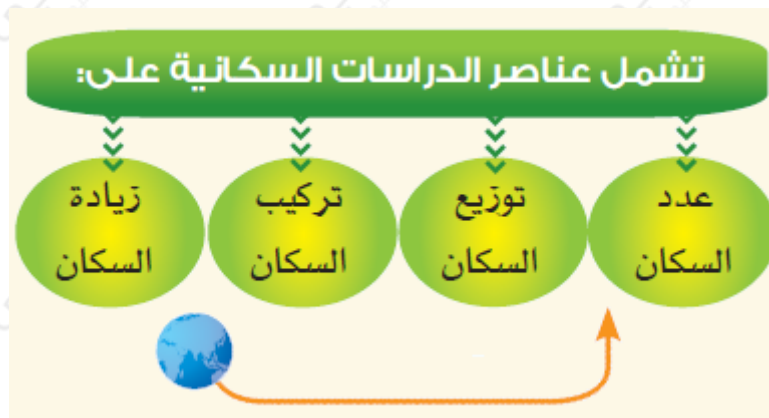 تشمل عناصر الدراسات السكانية على:
عدد
السكان
توزيع
السكان
تركيب
السكان
زيادة
السكان